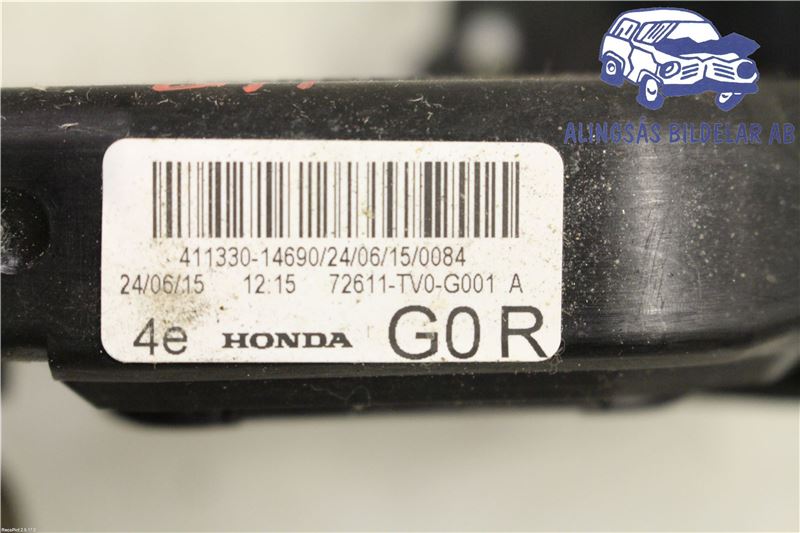 ALINGSÅS BILDELAR AB
411330-14690/24/06/15/0084
24/06/15 12:15 72611-TV0-G001 A
4e HONDA G0R